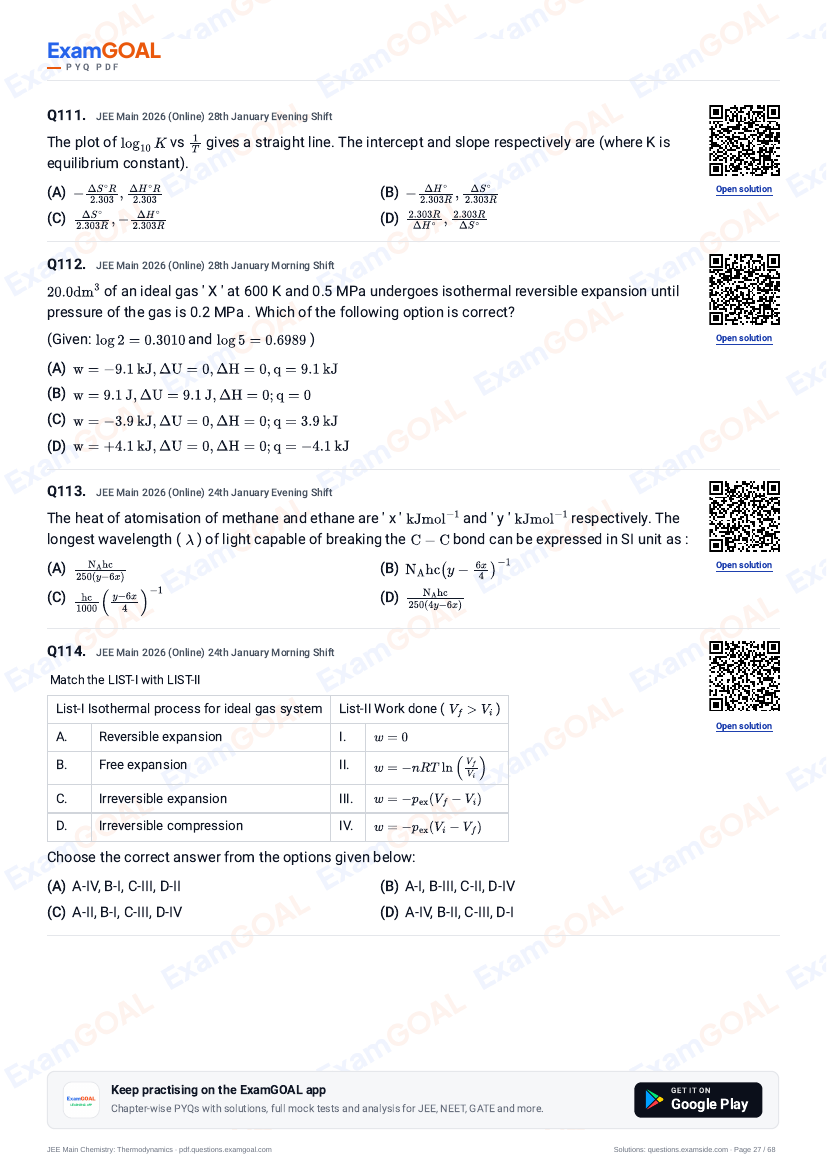 ExamGOAL
PYQ PDF
Q111. JEE Main 2026 (Online) 28th January Evening Shift
The plot of log₁₀ K vs 1/T gives a straight line. The intercept and slope respectively are (where K is
equilibrium constant).
(A) −ΔS°R/2.303, ΔH°R/2.303 (B) −ΔH°/2.303R, ΔS°/2.303R
(C) ΔS°/2.303R, −ΔH°/2.303R (D) 2.303R/ΔH°, 2.303R/ΔS°
Open solution
Q112. JEE Main 2026 (Online) 28th January Morning Shift
20.0dm³ of an ideal gas ' X ' at 600 K and 0.5 MPa undergoes isothermal reversible expansion until
pressure of the gas is 0.2 MPa . Which of the following option is correct?
(Given: log 2 = 0.3010 and log 5 = 0.6989 )
(A) w = −9.1 kJ, ΔU = 0, ΔH = 0, q = 9.1 kJ
(B) w = 9.1 J, ΔU = 9.1 J, ΔH = 0; q = 0
(C) w = −3.9 kJ, ΔU = 0, ΔH = 0; q = 3.9 kJ
(D) w = +4.1 kJ, ΔU = 0, ΔH = 0; q = −4.1 kJ
Open solution
Q113. JEE Main 2026 (Online) 24th January Evening Shift
The heat of atomisation of methane and ethane are ' x ' kJmol⁻¹ and ' y ' kJmol⁻¹ respectively. The
longest wavelength ( λ ) of light capable of breaking the C − C bond can be expressed in SI unit as :
(A) N_Ahc/250(y−6x) (B) N_Ahc(y − 6x/4)⁻¹
(C) hc/1000 (y−6x/4)⁻¹ (D) N_Ahc/250(4y−6x)
Open solution
Q114. JEE Main 2026 (Online) 24th January Morning Shift
Match the LIST-I with LIST-II
List-I Isothermal process for ideal gas system List-II Work done ( V_f > V_i )
A. Reversible expansion I. w = 0
B. Free expansion II. w = −nRT ln (V_f/V_i)
C. Irreversible expansion III. w = −p_ex(V_f − V_i)
D. Irreversible compression IV. w = −p_ex(V_i − V_f)
Choose the correct answer from the options given below:
(A) A-IV, B-I, C-III, D-II (B) A-I, B-III, C-II, D-IV
(C) A-II, B-I, C-III, D-IV (D) A-IV, B-II, C-III, D-I
Open solution
ExamGOAL
Keep practising on the ExamGOAL app
Chapter-wise PYQs with solutions, full mock tests and analysis for JEE, NEET, GATE and more.
GET IT ON
Google Play
JEE Main Chemistry: Thermodynamics · pdf.questions.examgoal.com Solutions: questions.examside.com · Page 27 / 68